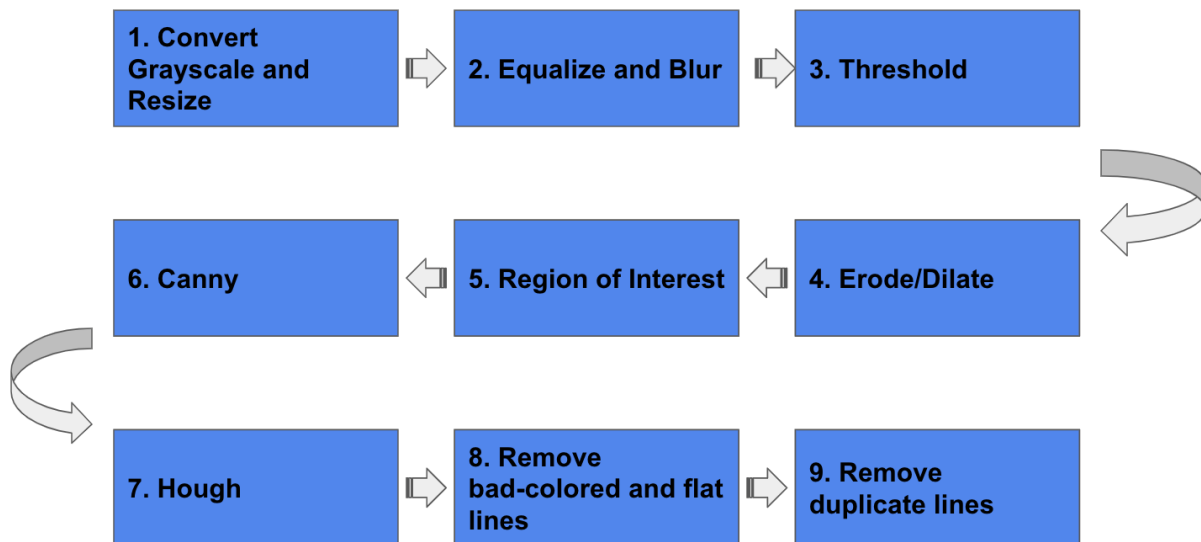 1. Convert
Grayscale and
Resize
2. Equalize and Blur
3. Threshold
6. Canny
5. Region of Interest
4. Erode/Dilate
7. Hough
8. Remove
bad-colored and flat
lines
9. Remove
duplicate lines